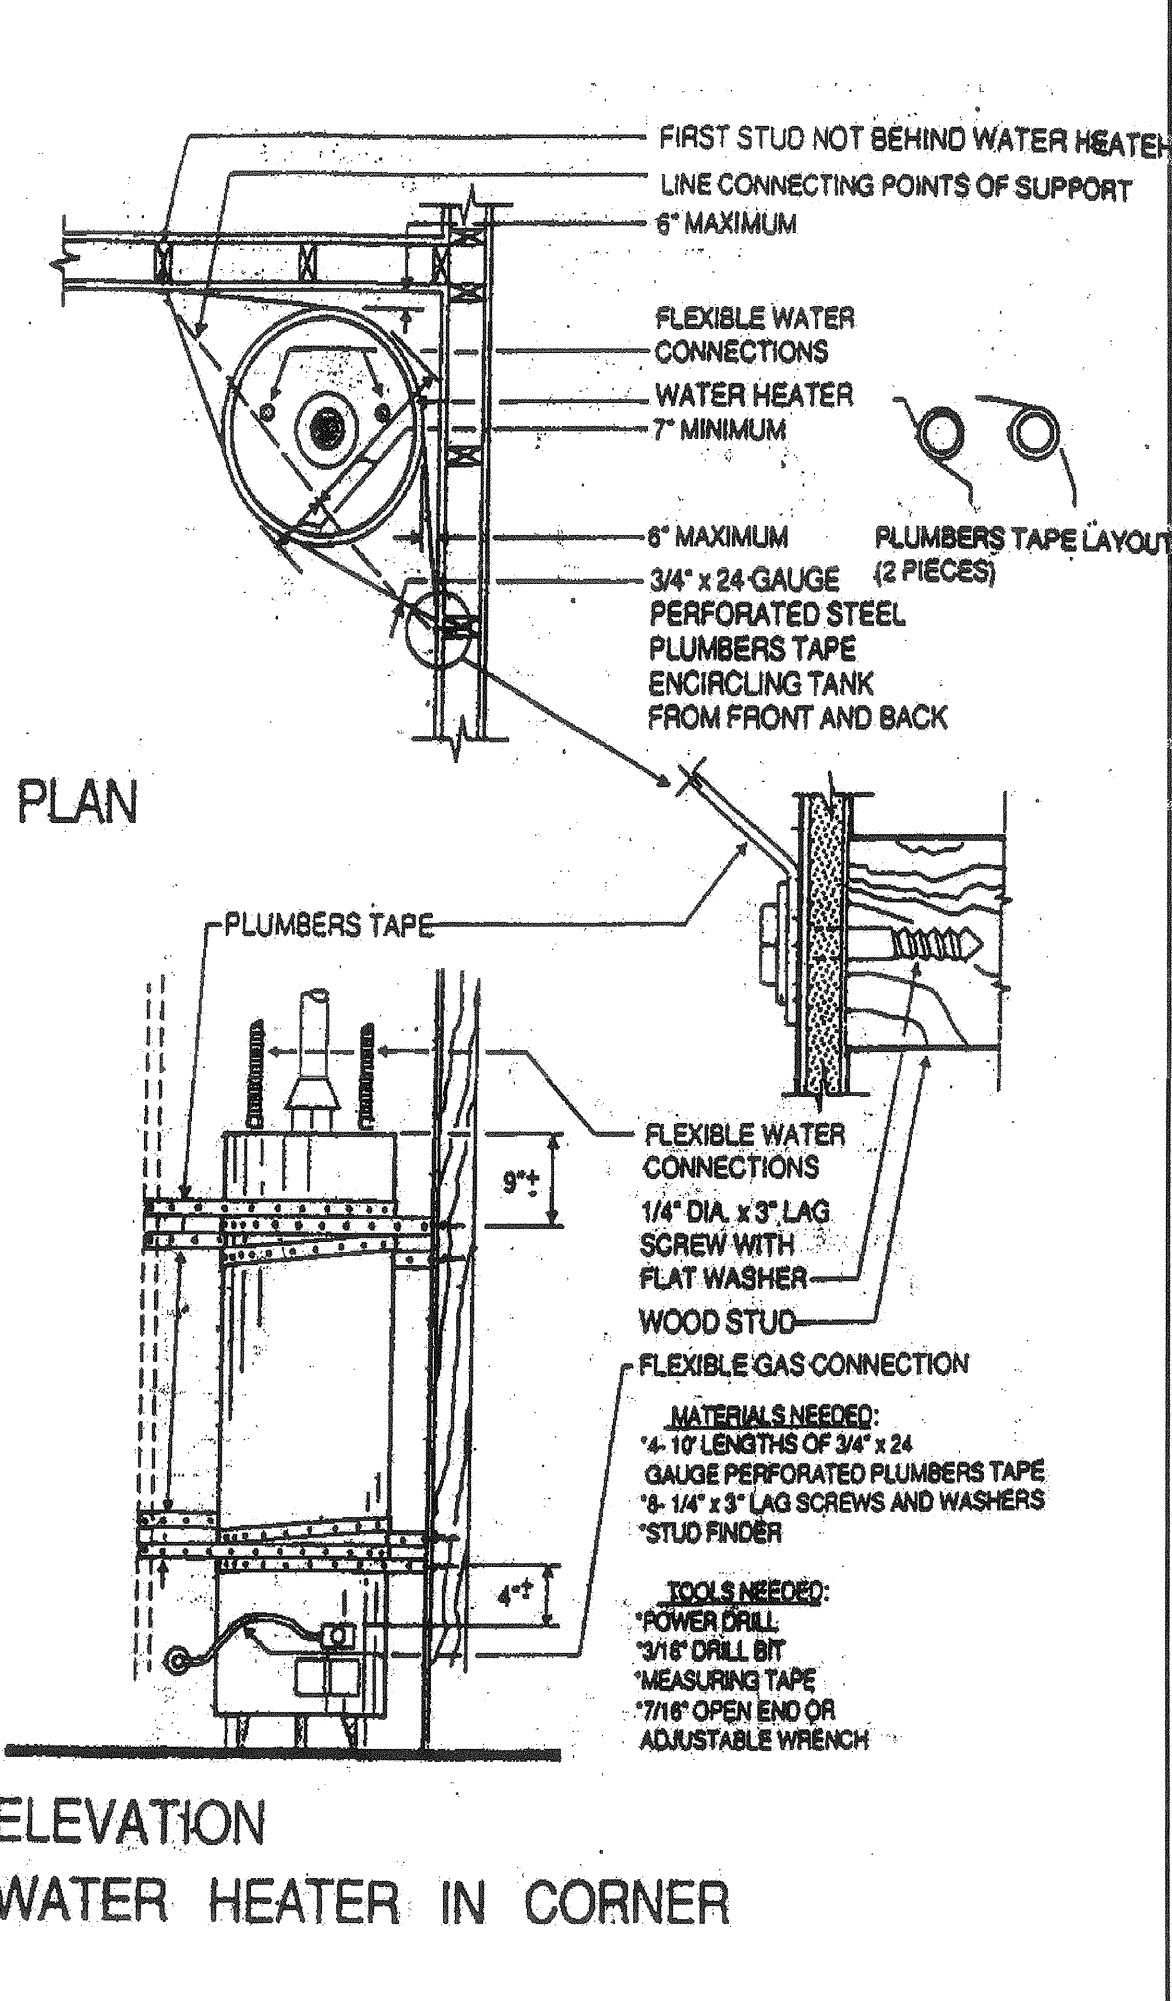 FIRST STUD NOT BEHIND WATER HEATER
LINE CONNECTING POINTS OF SUPPORT
6" MAXIMUM
FLEXIBLE WATER
CONNECTIONS
WATER HEATER
7" MINIMUM
6" MAXIMUM
PLUMBERS TAPE LAYOUT
(2 PIECES)
3/4" x 24 GAUGE
PERFORATED STEEL
PLUMBERS TAPE
ENCIRCLING TANK
FROM FRONT AND BACK
PLAN
PLUMBERS TAPE
FLEXIBLE WATER
CONNECTIONS
9"±
1/4" DIA. x 3" LAG
SCREW WITH
FLAT WASHER
WOOD STUD
FLEXIBLE GAS CONNECTION
MATERIALS NEEDED:
*4- 10' LENGTHS OF 3/4" x 24
GAUGE PERFORATED PLUMBERS TAPE
*8- 1/4" x 3" LAG SCREWS AND WASHERS
*STUD FINDER
4"±
TOOLS NEEDED:
*POWER DRILL
*3/16" DRILL BIT
*MEASURING TAPE
*7/16" OPEN END OR
ADJUSTABLE WRENCH
ELEVATION
WATER HEATER IN CORNER